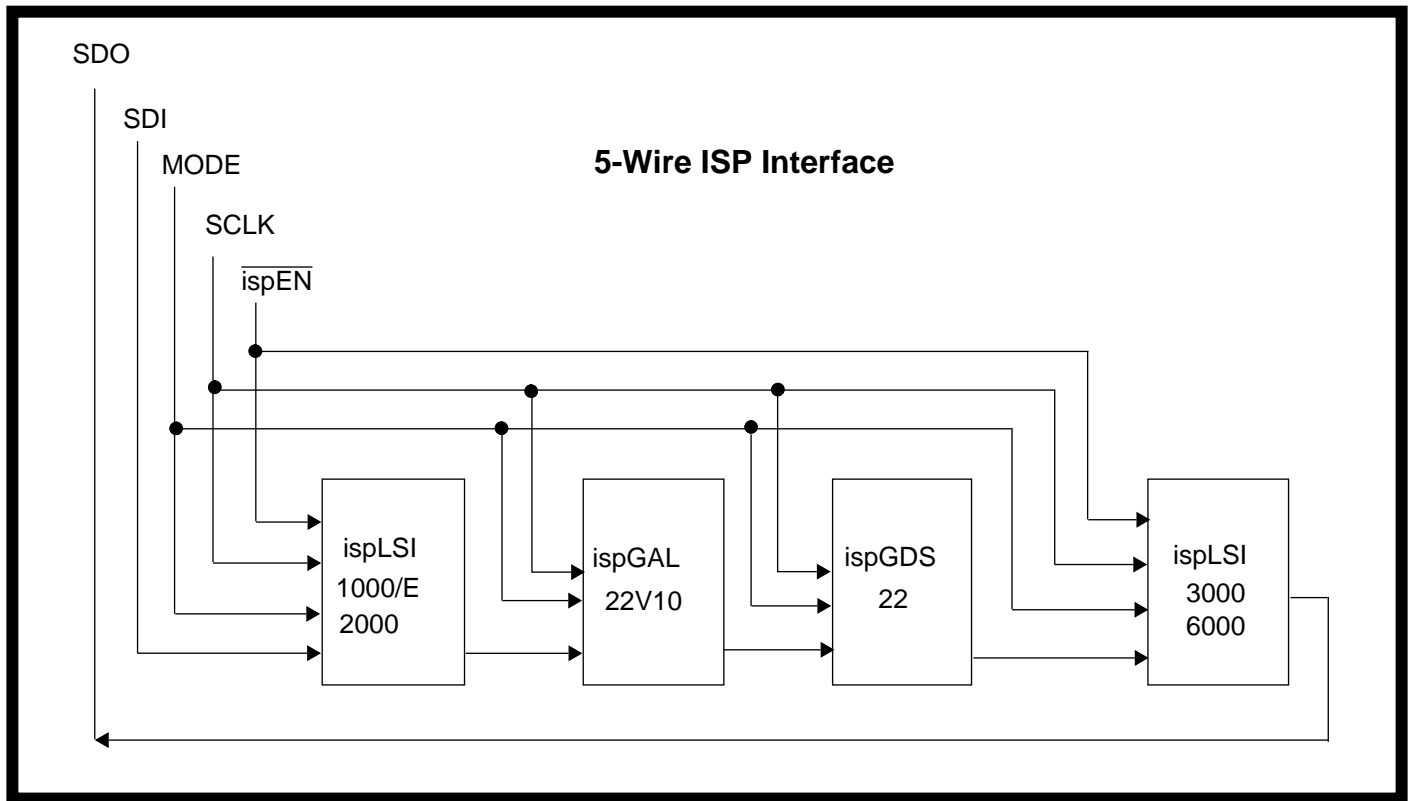 SDO
SDI
MODE
SCLK
ispEN
5-Wire ISP Interface
ispLSI
1000/E
2000
ispGAL
22V10
ispGDS
22
ispLSI
3000
6000